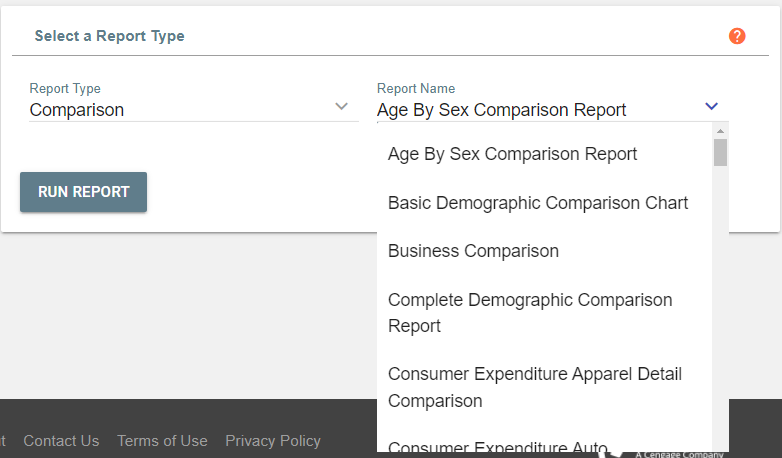 Select a Report Type
?
Report Type
Report Name
Comparison
Age By Sex Comparison Report
Age By Sex Comparison Report
RUN REPORT
Basic Demographic Comparison Chart
Business Comparison
Complete Demographic Comparison
Report
Consumer Expenditure Apparel Detail
Comparison
Contact Us Terms of Use Privacy Policy
Consumer Expenditure Auto
A Cengage Company